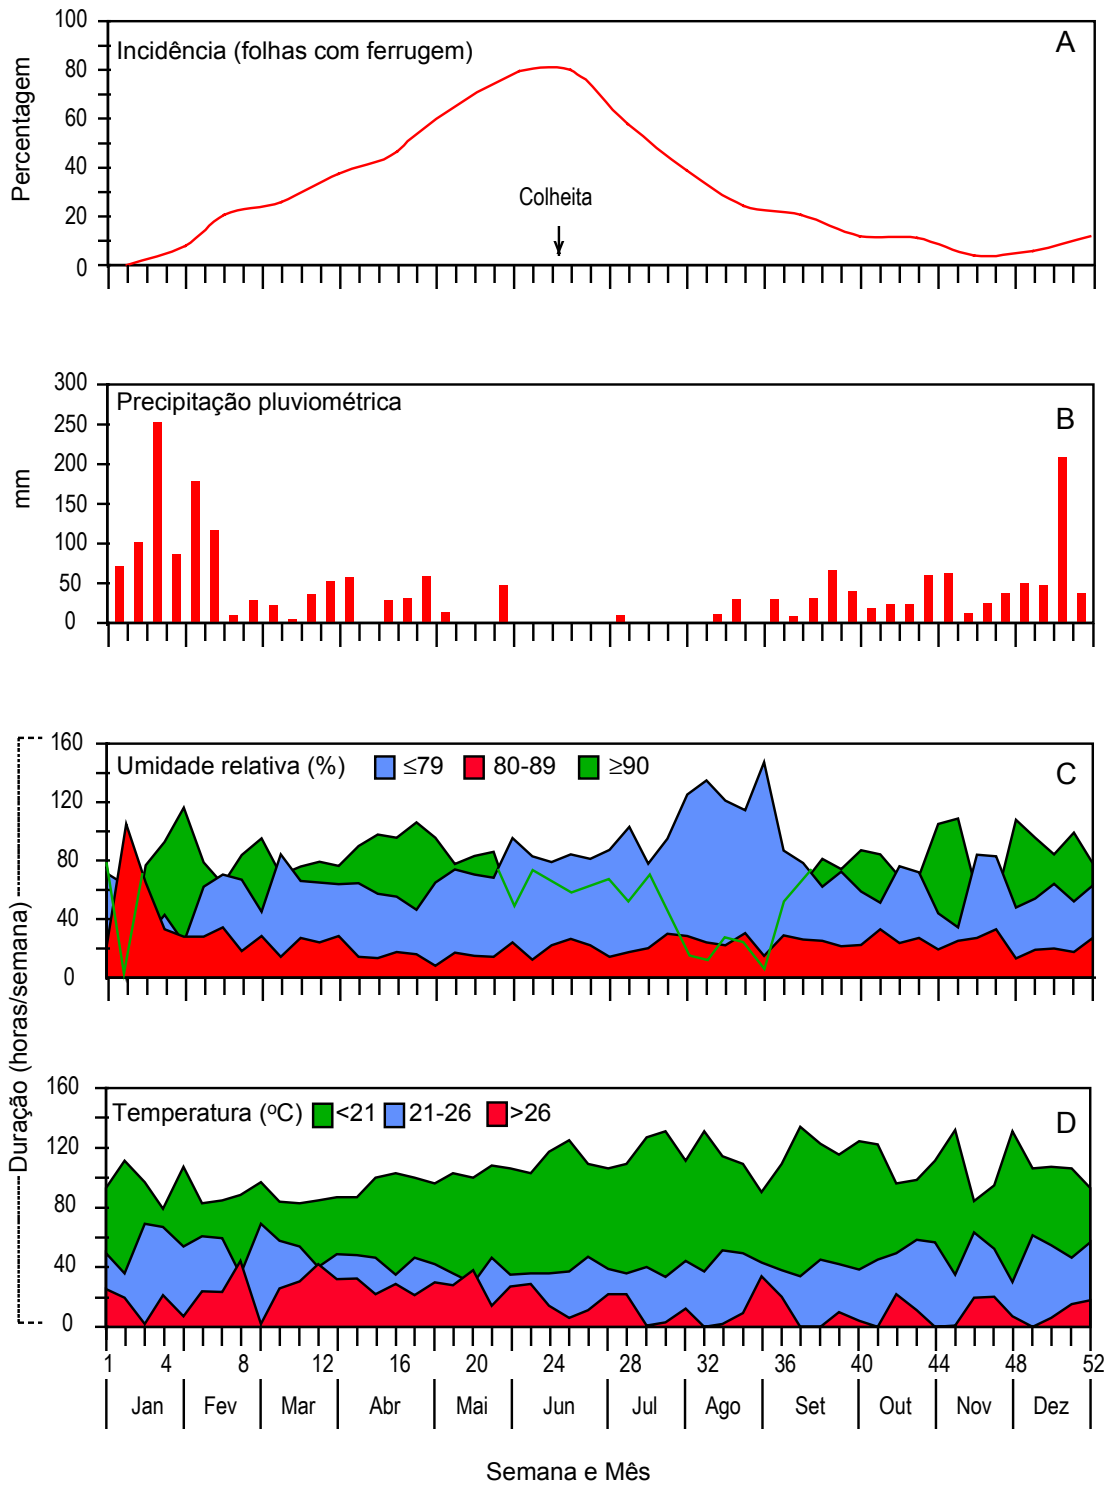 100
80
60
40
20
0
Percentagem
Incidência (folhas com ferrugem)
A
Colheita
300
250
200
150
100
50
0
mm
Precipitação pluviométrica
B
160
120
80
40
0
Umidade relativa (%) ≤79 80-89 ≥90
C
Duração (horas/semana)
160
120
80
40
0
Temperatura (ºC) <21 21-26 >26
D
1 4 8 12 16 20 24 28 32 36 40 44 48 52
Jan Fev Mar Abr Mai Jun Jul Ago Set Out Nov Dez
Semana e Mês